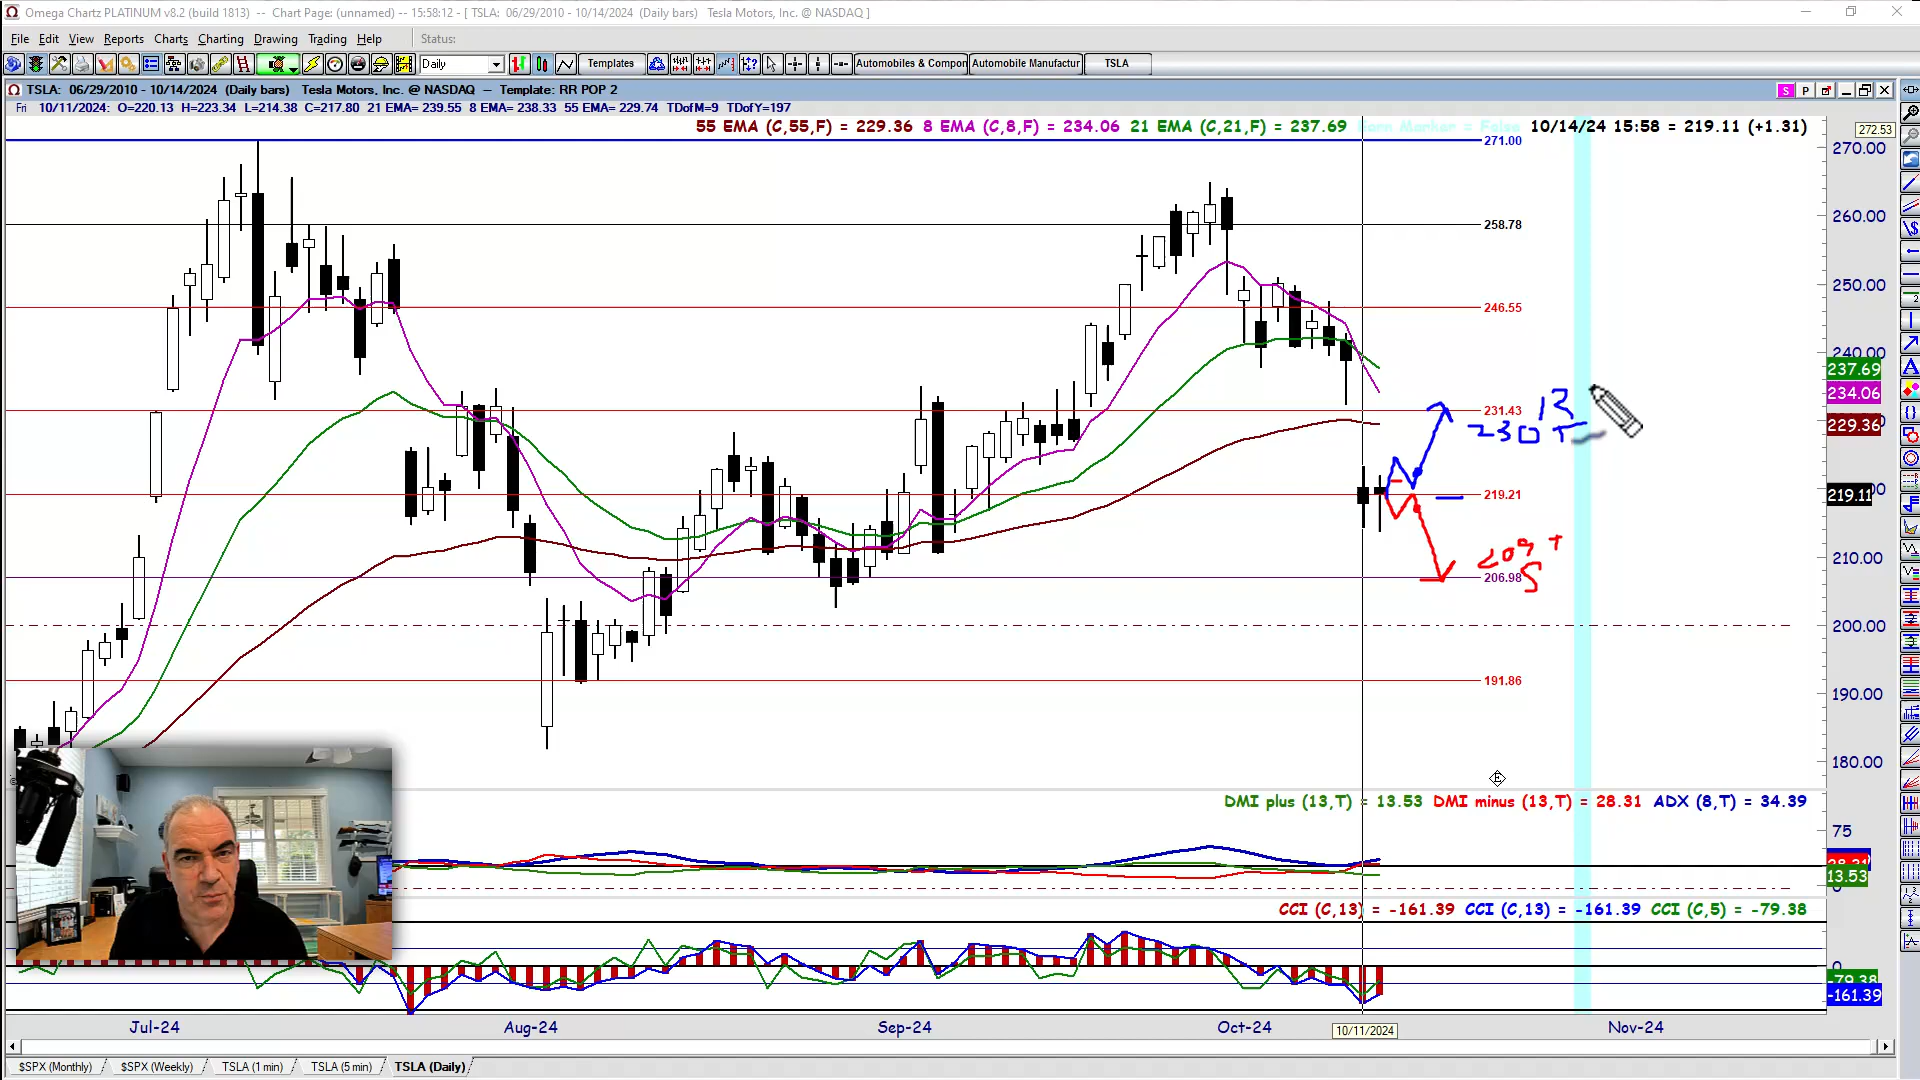 Omega Chartz PLATINUM v8.2 (build 1813) -- Chart Page: (unnamed) -- 15:58:12 - [ TSLA: 06/29/2010 - 10/14/2024 (Daily bars) Tesla Motors, Inc. @ NASDAQ ]
File Edit View Reports Charts Charting Drawing Trading Help Status:
Daily Templates Automobiles & Compon Automobile Manufactur TSLA
TSLA: 06/29/2010 - 10/14/2024 (Daily bars) Tesla Motors, Inc. @ NASDAQ -- Template: RR POP 2
S P
Fri 10/11/2024: O=220.13 H=223.34 L=214.38 C=217.80 21 EMA= 239.55 8 EMA= 238.33 55 EMA= 229.74 TDofM=9 TDofY=197
55 EMA (C,55,F) = 229.36 8 EMA (C,8,F) = 234.06 21 EMA (C,21,F) = 237.69 10/14/24 15:58 = 219.11 (+1.31)
272.53
271.00
270.00
260.00
258.78
250.00
246.55
240.00
237.69
234.06
231.43
229.36
230 T
219.21
219.11
210.00
209 T
206.98 S
200.00
191.86
190.00
180.00
E
DMI plus (13,T) = 13.53 DMI minus (13,T) = 28.31 ADX (8,T) = 34.39
75
28.31
13.53
CCI (C,13) = -161.39 CCI (C,13) = -161.39 CCI (C,5) = -79.38
0
-79.38
-161.39
Jul-24 Aug-24 Sep-24 Oct-24 10/11/2024 Nov-24
$SPX (Monthly) $SPX (Weekly) TSLA (1 min) TSLA (5 min) TSLA (Daily)